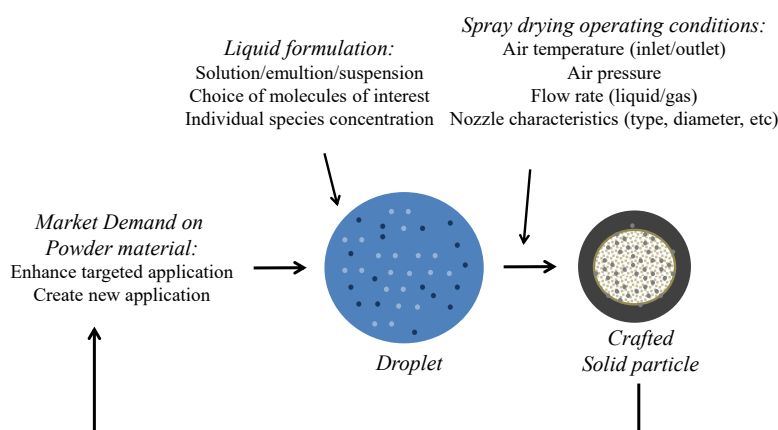 Spray drying operating conditions:
Air temperature (inlet/outlet)
Air pressure
Flow rate (liquid/gas)
Nozzle characteristics (type, diameter, etc)
Liquid formulation:
Solution/emultion/suspension
Choice of molecules of interest
Individual species concentration
Market Demand on
Powder material:
Enhance targeted application
Create new application
Droplet
Crafted
Solid particle